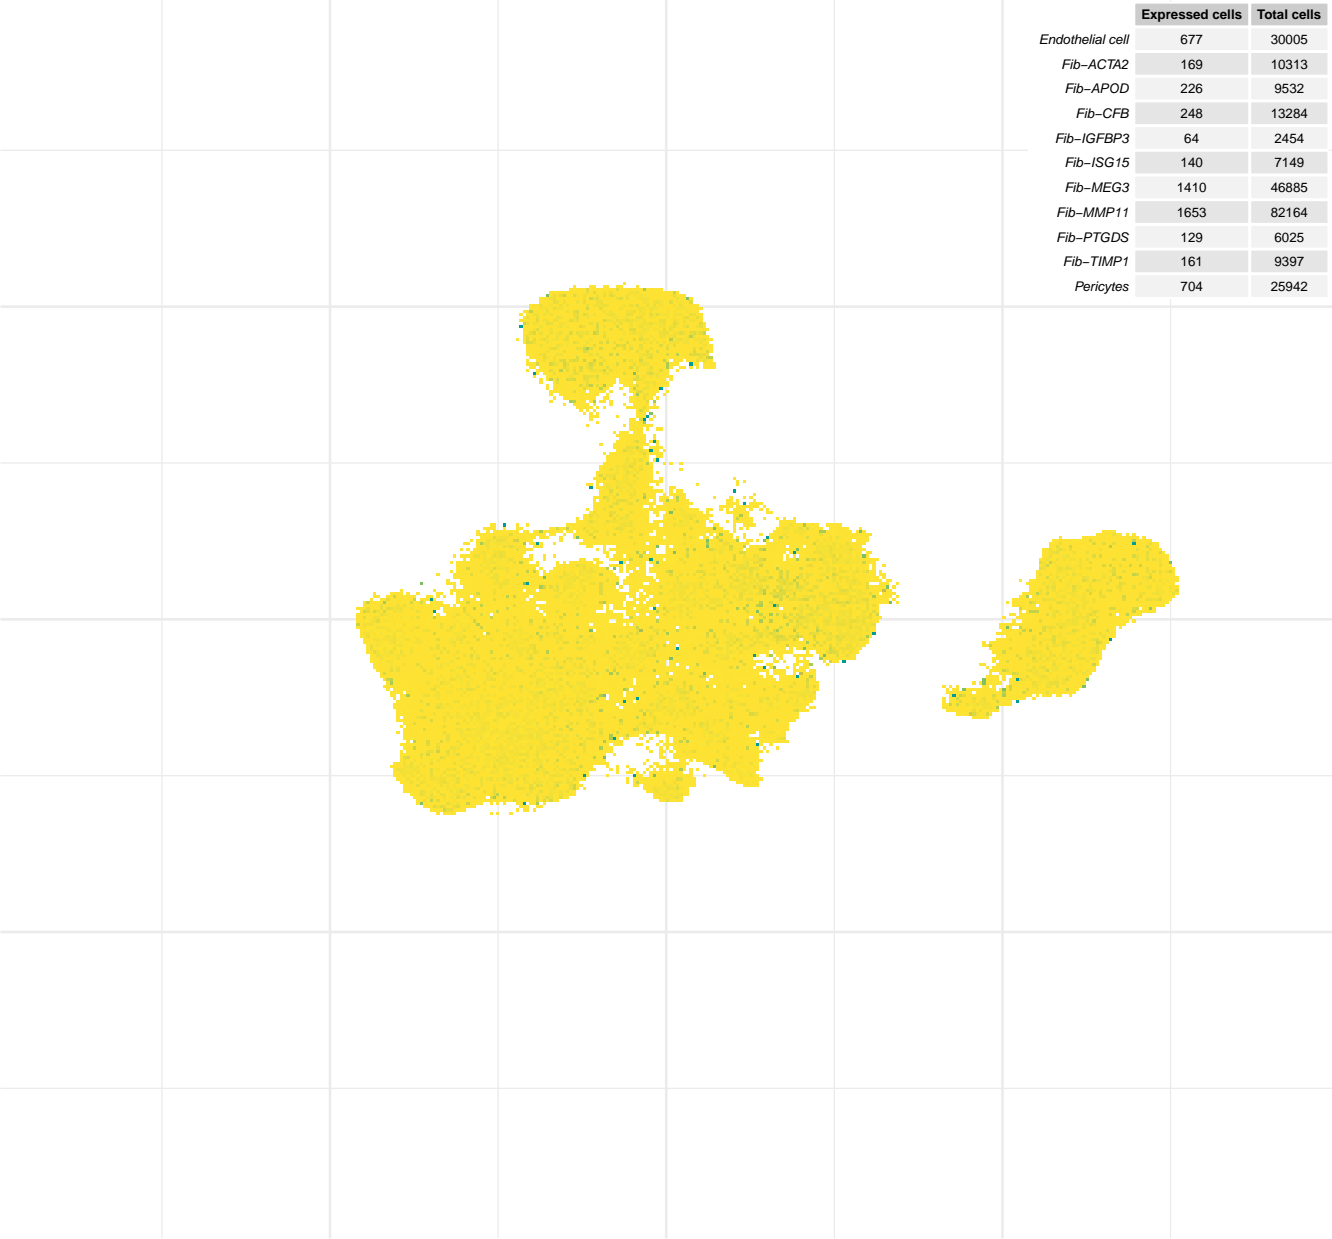 Expressed cells Total cells
Endothelial cell 677 30005
Fib−ACTA2 169 10313
Fib−APOD 226 9532
Fib−CFB 248 13284
Fib−IGFBP3 64 2454
Fib−ISG15 140 7149
Fib−MEG3 1410 46885
Fib−MMP11 1653 82164
Fib−PTGDS 129 6025
Fib−TIMP1 161 9397
Pericytes 704 25942